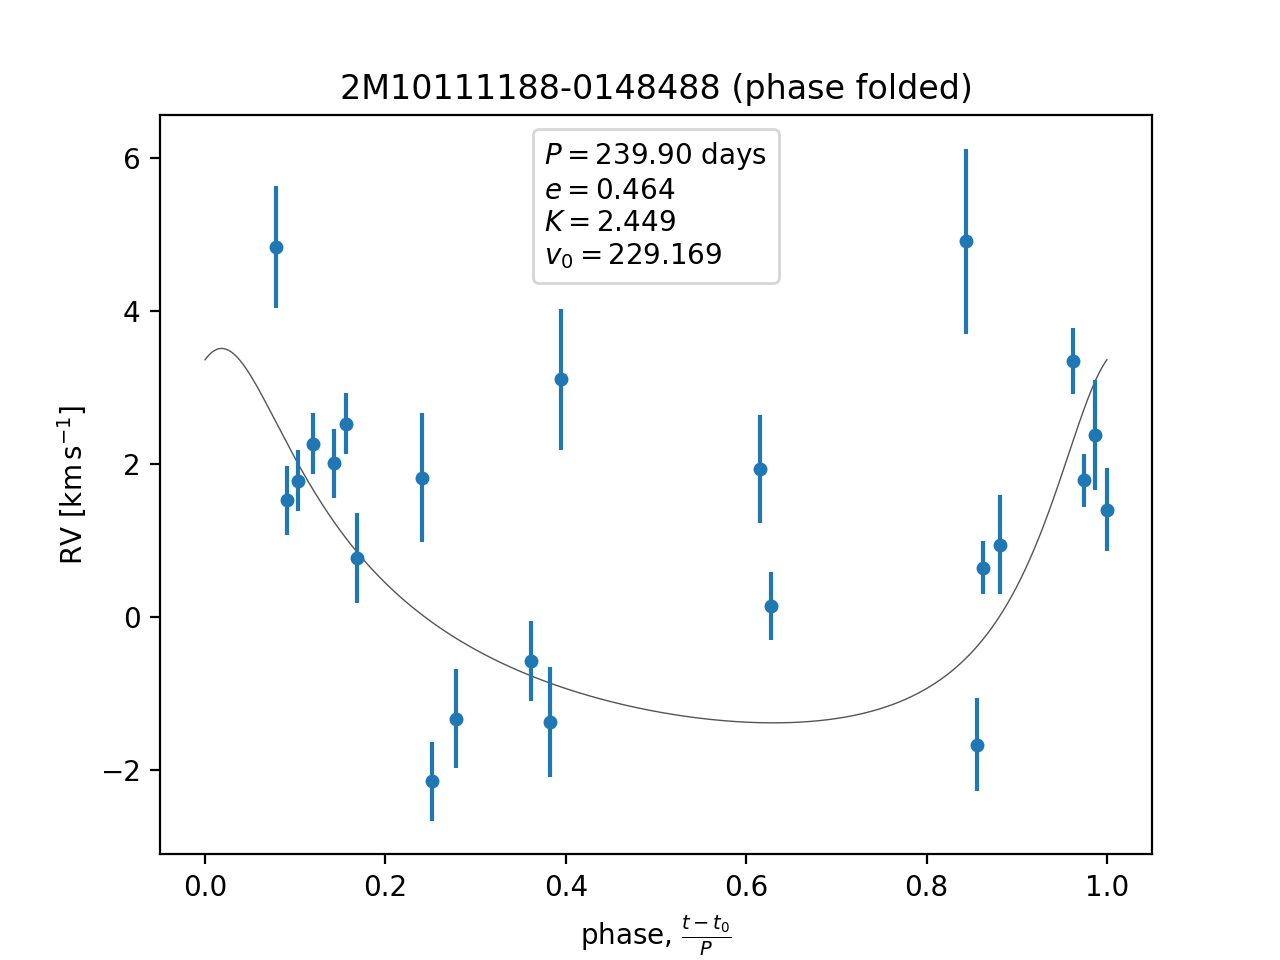 2M10111188-0148488 (phase folded)
P = 239.90 days
e = 0.464
K = 2.449
v₀ = 229.169
6
4
2
0
−2
RV [km s⁻¹]
0.0 0.2 0.4 0.6 0.8 1.0
phase, (t − t₀)/P